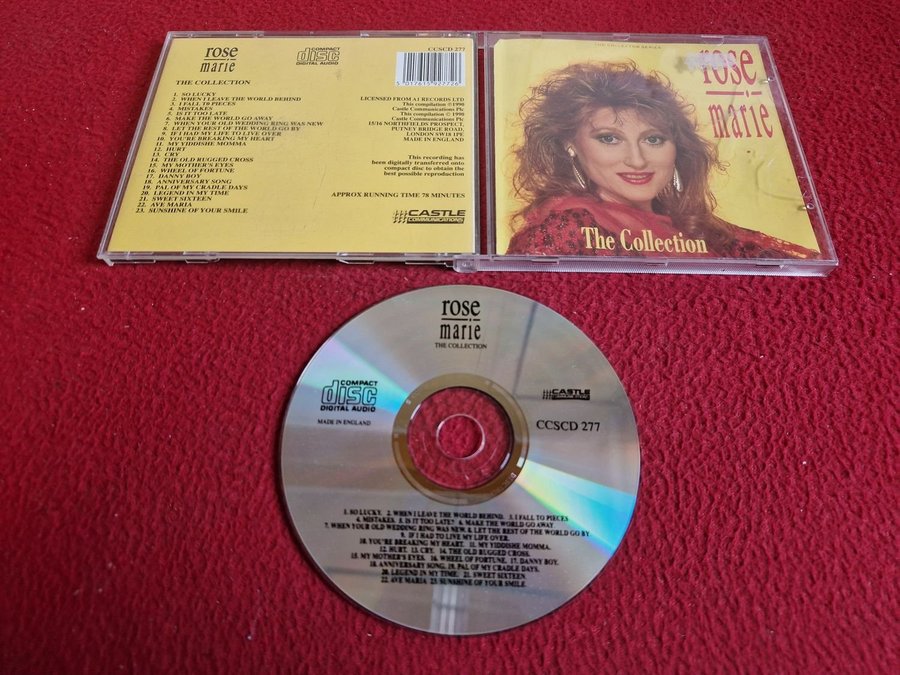 rose
marie
COMPACT
disc
DIGITAL AUDIO
CCSCD 277
5 017615 922726
THE COLLECTION
1. SO LUCKY
2. WHEN I LEAVE THE WORLD BEHIND
3. I FALL TO PIECES
4. MISTAKES
5. IS IT TOO LATE
6. MAKE THE WORLD GO AWAY
7. WHEN YOUR OLD WEDDING RING WAS NEW
8. LET THE REST OF THE WORLD GO BY
9. IF I HAD MY LIFE TO LIVE OVER
10. YOU'RE BREAKING MY HEART
11. MY YIDDISHE MOMMA
12. HURT
13. CRY
14. THE OLD RUGGED CROSS
15. MY MOTHER'S EYES
16. WHEEL OF FORTUNE
17. DANNY BOY
18. ANNIVERSARY SONG
19. PAL OF MY CRADLE DAYS
20. LEGEND IN MY TIME
21. SWEET SIXTEEN
22. AVE MARIA
23. SUNSHINE OF YOUR SMILE
LICENSED FROM A1 RECORDS LTD
This compilation ℗1990
Castle Communications Plc
This compilation ©1990
Castle Communications Plc
15/16 NORTHFIELDS PROSPECT,
PUTNEY BRIDGE ROAD,
LONDON SW18 1PE
MADE IN ENGLAND
This recording has
been digitally transferred onto
compact disc to obtain the
best possible reproduction
APPROX RUNNING TIME 78 MINUTES
CASTLE
COMMUNICATIONS
THE COLLECTOR SERIES
rose
marie
The Collection
rose
marie
THE COLLECTION
COMPACT
disc
DIGITAL AUDIO
MADE IN ENGLAND
CASTLE
COMMUNICATIONS
CCSCD 277
1. SO LUCKY. 2. WHEN I LEAVE THE WORLD BEHIND. 3. I FALL TO PIECES
4. MISTAKES. 5. IS IT TOO LATE? 6. MAKE THE WORLD GO AWAY.
7. WHEN YOUR OLD WEDDING RING WAS NEW. 8. LET THE REST OF THE WORLD GO BY
9. IF I HAD TO LIVE MY LIFE OVER.
10. YOU'RE BREAKING MY HEART. 11. MY YIDDISHE MOMMA.
12. HURT. 13. CRY. 14. THE OLD RUGGED CROSS.
15. MY MOTHER'S EYES. 16. WHEEL OF FORTUNE. 17. DANNY BOY.
18. ANNIVERSARY SONG. 19. PAL OF MY CRADLE DAYS.
20. LEGEND IN MY TIME. 21. SWEET SIXTEEN.
22. AVE MARIA 23. SUNSHINE OF YOUR SMILE.